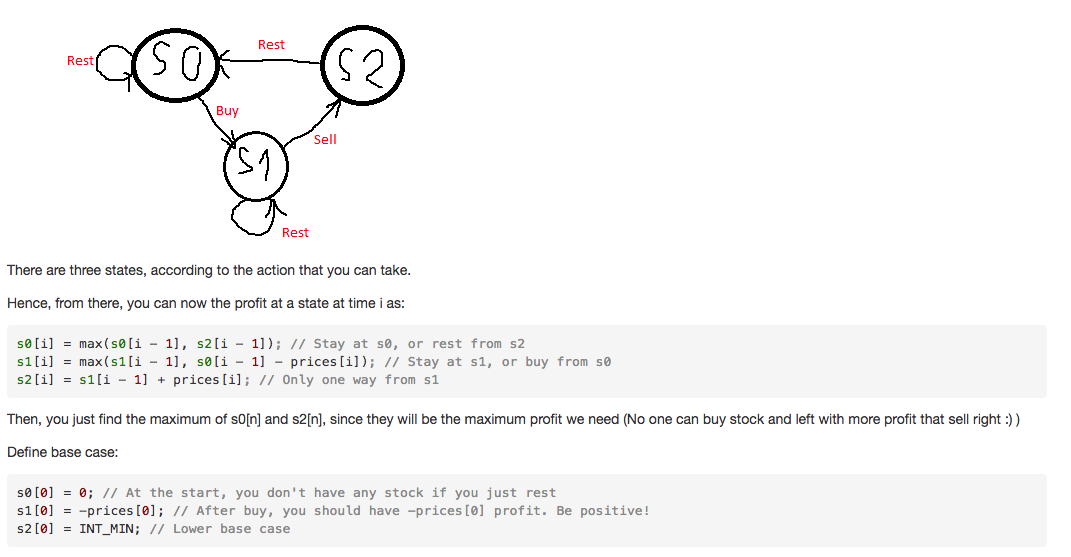 Rest
S0
Rest
S2
Buy
Sell
S1
Rest
There are three states, according to the action that you can take.
Hence, from there, you can now the profit at a state at time i as:
s0[i] = max(s0[i - 1], s2[i - 1]); // Stay at s0, or rest from s2
s1[i] = max(s1[i - 1], s0[i - 1] - prices[i]); // Stay at s1, or buy from s0
s2[i] = s1[i - 1] + prices[i]; // Only one way from s1
Then, you just find the maximum of s0[n] and s2[n], since they will be the maximum profit we need (No one can buy stock and left with more profit that sell right :) )
Define base case:
s0[0] = 0; // At the start, you don't have any stock if you just rest
s1[0] = -prices[0]; // After buy, you should have -prices[0] profit. Be positive!
s2[0] = INT_MIN; // Lower base case